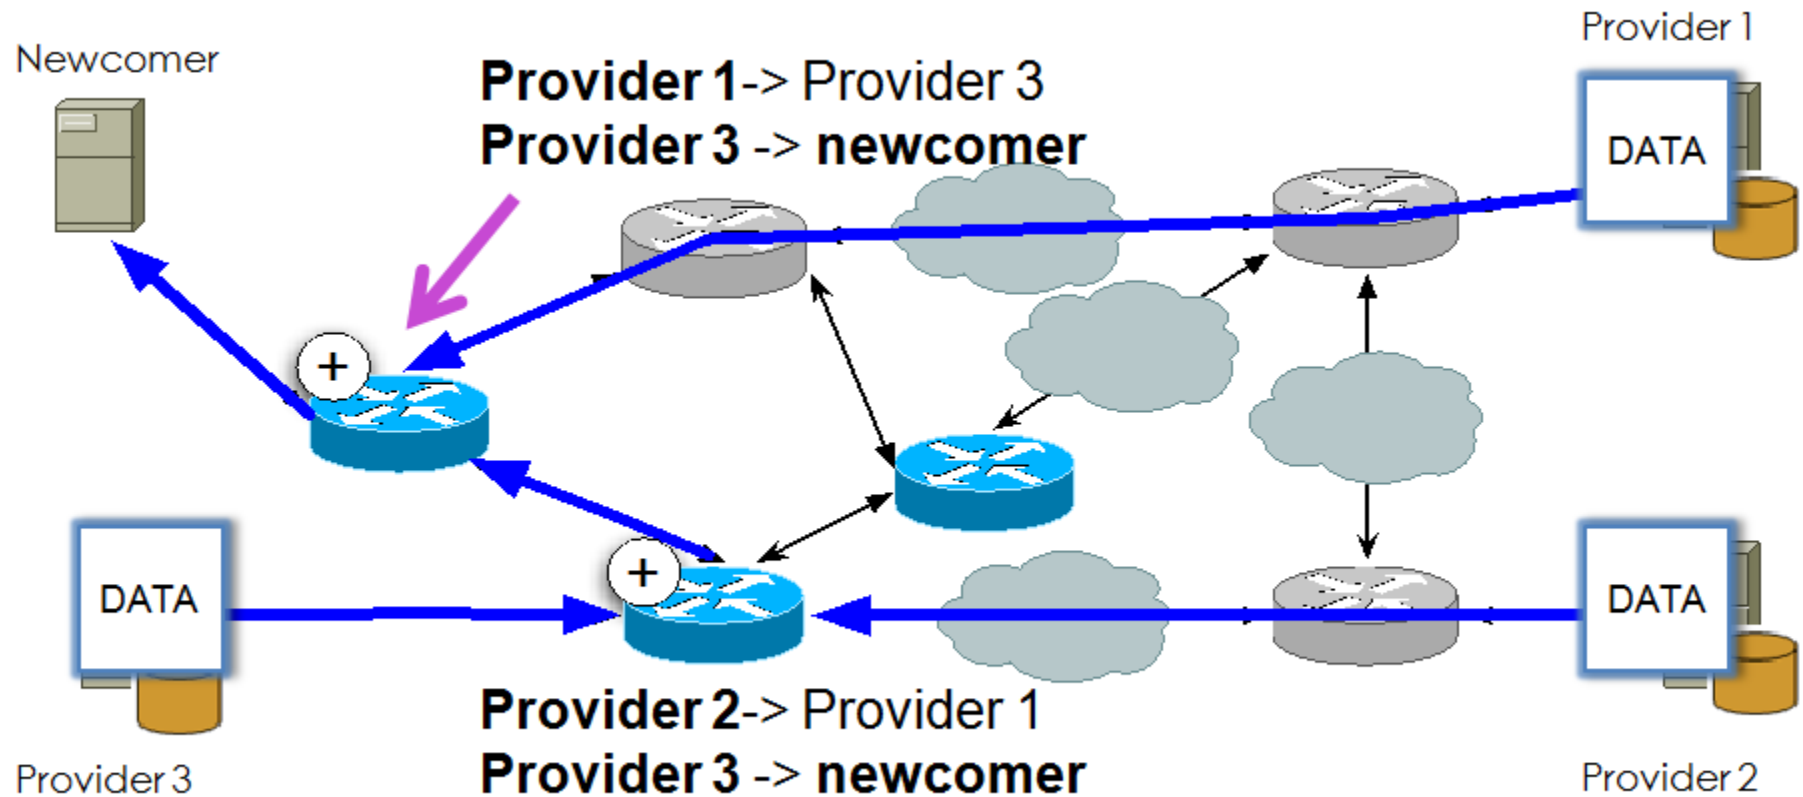 Provider 1
Newcomer
Provider 1-> Provider 3
Provider 3 -> newcomer
DATA
+
+
DATA
DATA
Provider 2-> Provider 1
Provider 3 -> newcomer
Provider 3
Provider 2